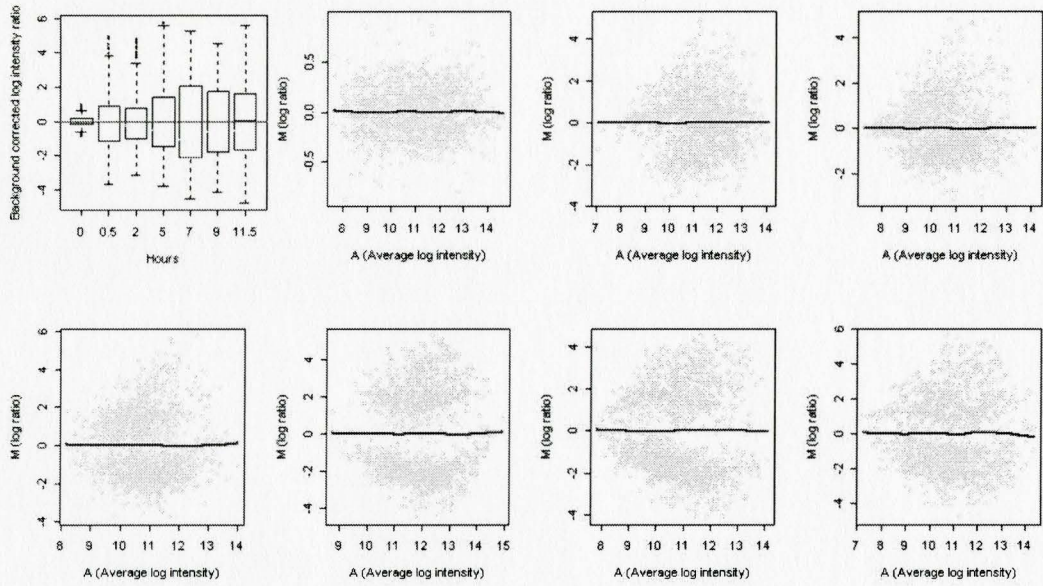 Background corrected log intensity ratio
6
4
2
0
-2
-4
0 0.5 2 5 7 9 11.5
Hours
M (log ratio)
0.5
0.0
-0.5
8 9 10 11 12 13 14
A (Average log intensity)
M (log ratio)
4
2
0
-2
-4
7 8 9 10 11 12 13 14
A (Average log intensity)
M (log ratio)
4
2
0
-2
8 9 10 11 12 13 14
A (Average log intensity)
M (log ratio)
6
4
2
0
-2
-4
8 9 10 11 12 13 14
A (Average log intensity)
M (log ratio)
4
2
0
-2
-4
9 10 11 12 13 14 15
A (Average log intensity)
M (log ratio)
4
2
0
-2
-4
8 9 10 11 12 13 14
A (Average log intensity)
M (log ratio)
6
4
2
0
-2
-4
7 8 9 10 11 12 13 14
A (Average log intensity)